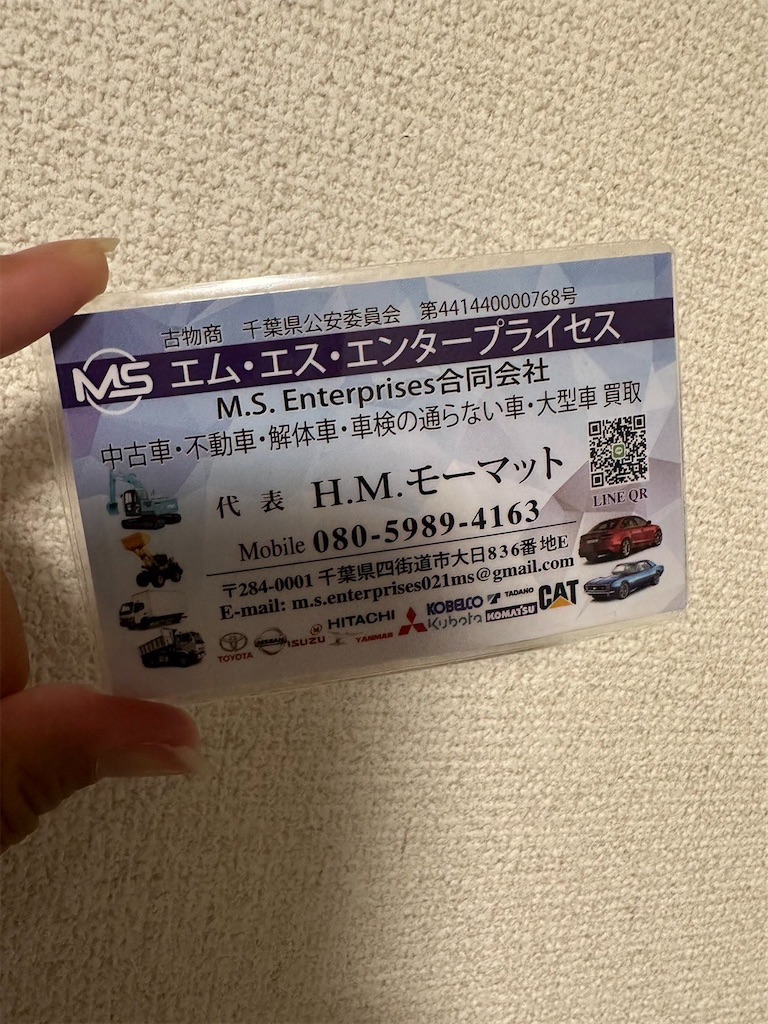 古物商 千葉県公安委員会 第441440000768号
MS エム・エス・エンタープライセス
M.S. Enterprises合同会社
中古車・不動車・解体車・車検の通らない車・大型車 買取
LINE QR
代表 H.M.モーマット
Mobile 080-5989-4163
〒284-0001 千葉県四街道市大日836番地E
E-mail: m.s.enterprises021ms@gmail.com
TOYOTA NISSAN ISUZU HITACHI YANMAR KOBELCO Kubota TADANO KOMATSU CAT